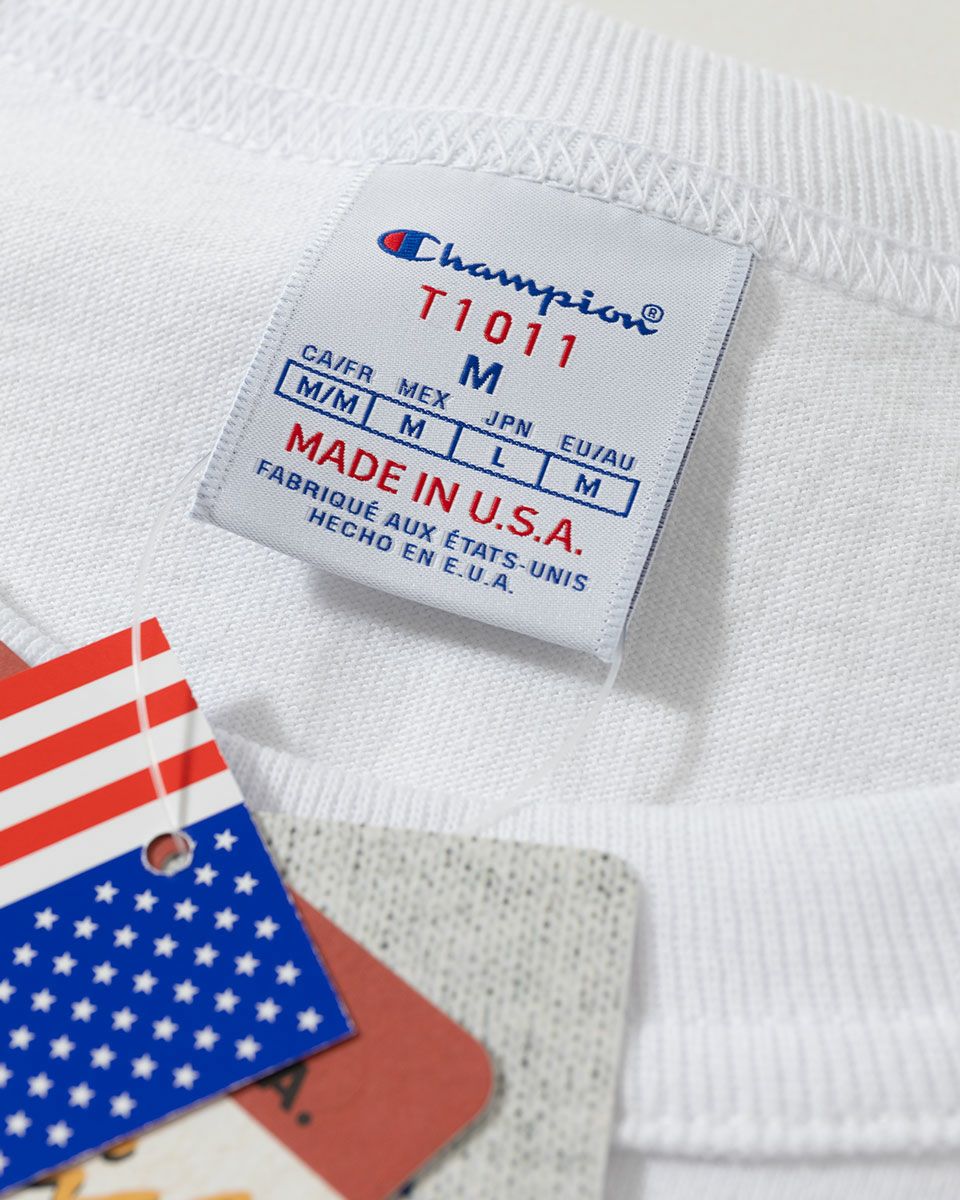 Champion®
T1011
M
CA/FR MEX JPN EU/AU
M/M M L M
MADE IN U.S.A.
FABRIQUÉ AUX ÉTATS-UNIS
HECHO EN E.U.A.
A.